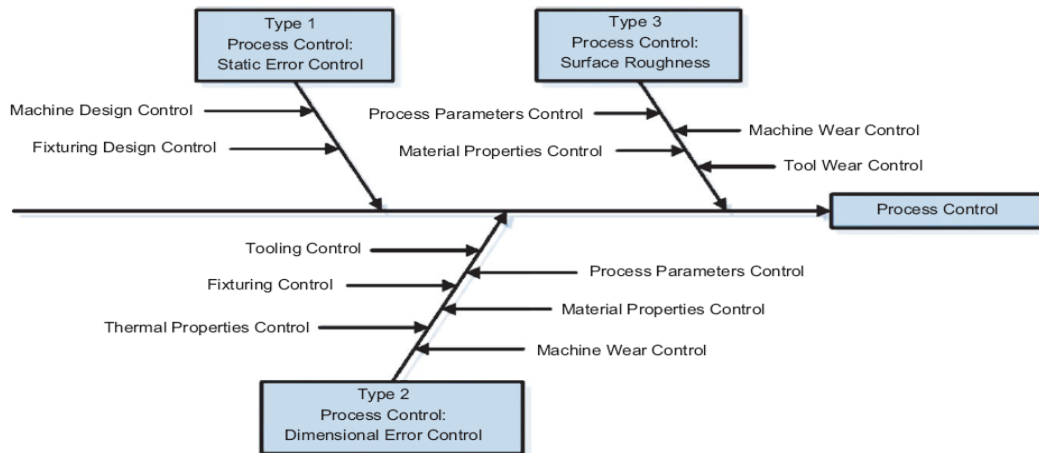 Type 1
Process Control:
Static Error Control
Type 3
Process Control:
Surface Roughness
Machine Design Control
Fixturing Design Control
Process Parameters Control
Machine Wear Control
Material Properties Control
Tool Wear Control
Process Control
Tooling Control
Process Parameters Control
Fixturing Control
Material Properties Control
Thermal Properties Control
Machine Wear Control
Type 2
Process Control:
Dimensional Error Control